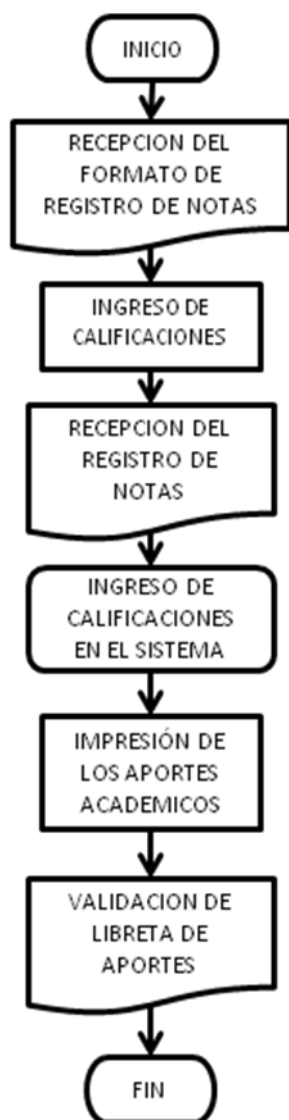 INICIO
RECEPCION DEL
FORMATO DE
REGISTRO DE NOTAS
INGRESO DE
CALIFICACIONES
RECEPCION DEL
REGISTRO DE
NOTAS
INGRESO DE
CALIFICACIONES
EN EL SISTEMA
IMPRESIÓN DE
LOS APORTES
ACADEMICOS
VALIDACION DE
LIBRETA DE
APORTES
FIN